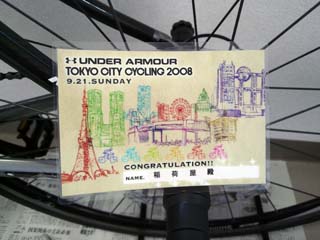 UNDER ARMOUR
TOKYO CITY CYCLING 2008
9.21.SUNDAY
CONGRATULATION!!
NAME. 稲荷屋殿